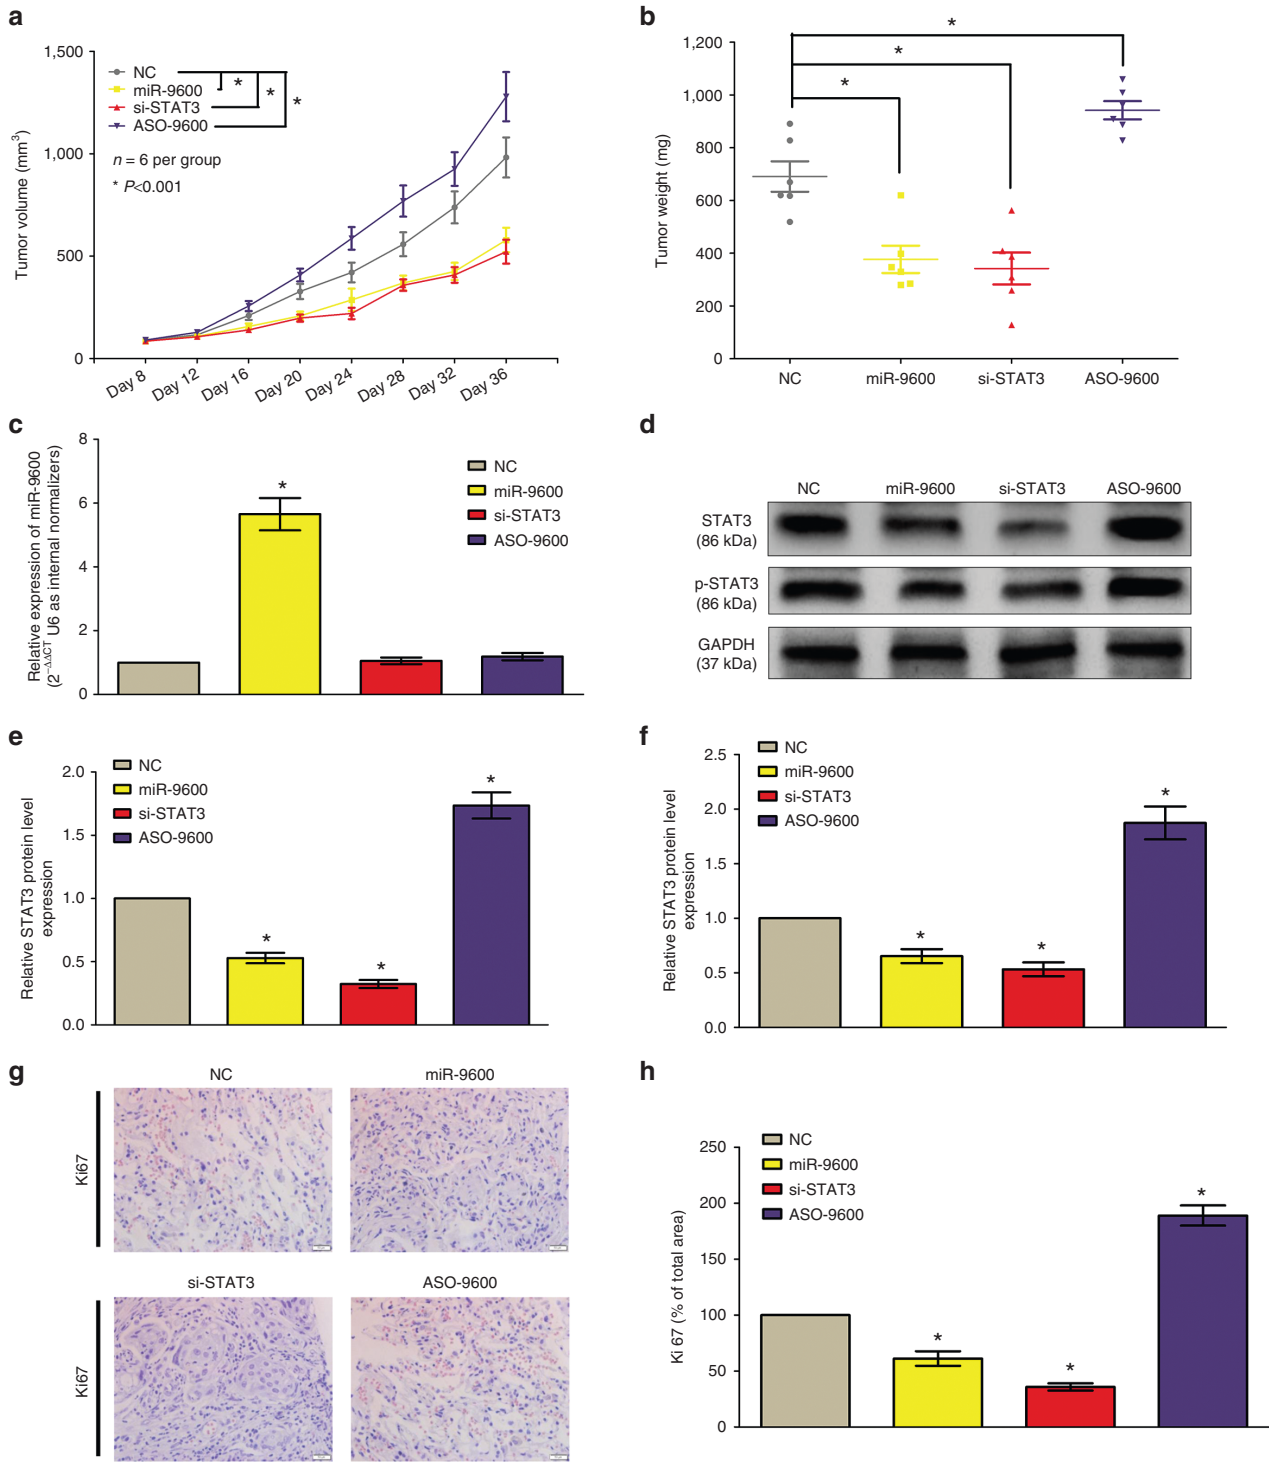 a
1,500
1,000
500
0
Tumor volume (mm³)
NC
miR-9600
si-STAT3
ASO-9600
*
*
*
n = 6 per group
* P<0.001
Day 8
Day 12
Day 16
Day 20
Day 24
Day 28
Day 32
Day 36
b
1,200
1,000
800
600
400
200
0
Tumor weight (mg)
*
*
*
NC
miR-9600
si-STAT3
ASO-9600
c
8
6
4
2
0
Relative expression of miR-9600
(2⁻ΔΔCT U6 as internal normalizers)
*
NC
miR-9600
si-STAT3
ASO-9600
d
NC
miR-9600
si-STAT3
ASO-9600
STAT3
(86 kDa)
p-STAT3
(86 kDa)
GAPDH
(37 kDa)
e
2.0
1.5
1.0
0.5
0.0
Relative STAT3 protein level
expression
NC
miR-9600
si-STAT3
ASO-9600
*
*
*
f
2.5
2.0
1.5
1.0
0.5
0.0
Relative STAT3 protein level
expression
NC
miR-9600
si-STAT3
ASO-9600
*
*
*
g
NC
miR-9600
Ki67
si-STAT3
ASO-9600
Ki67
h
250
200
150
100
50
0
Ki 67 (% of total area)
NC
miR-9600
si-STAT3
ASO-9600
*
*
*